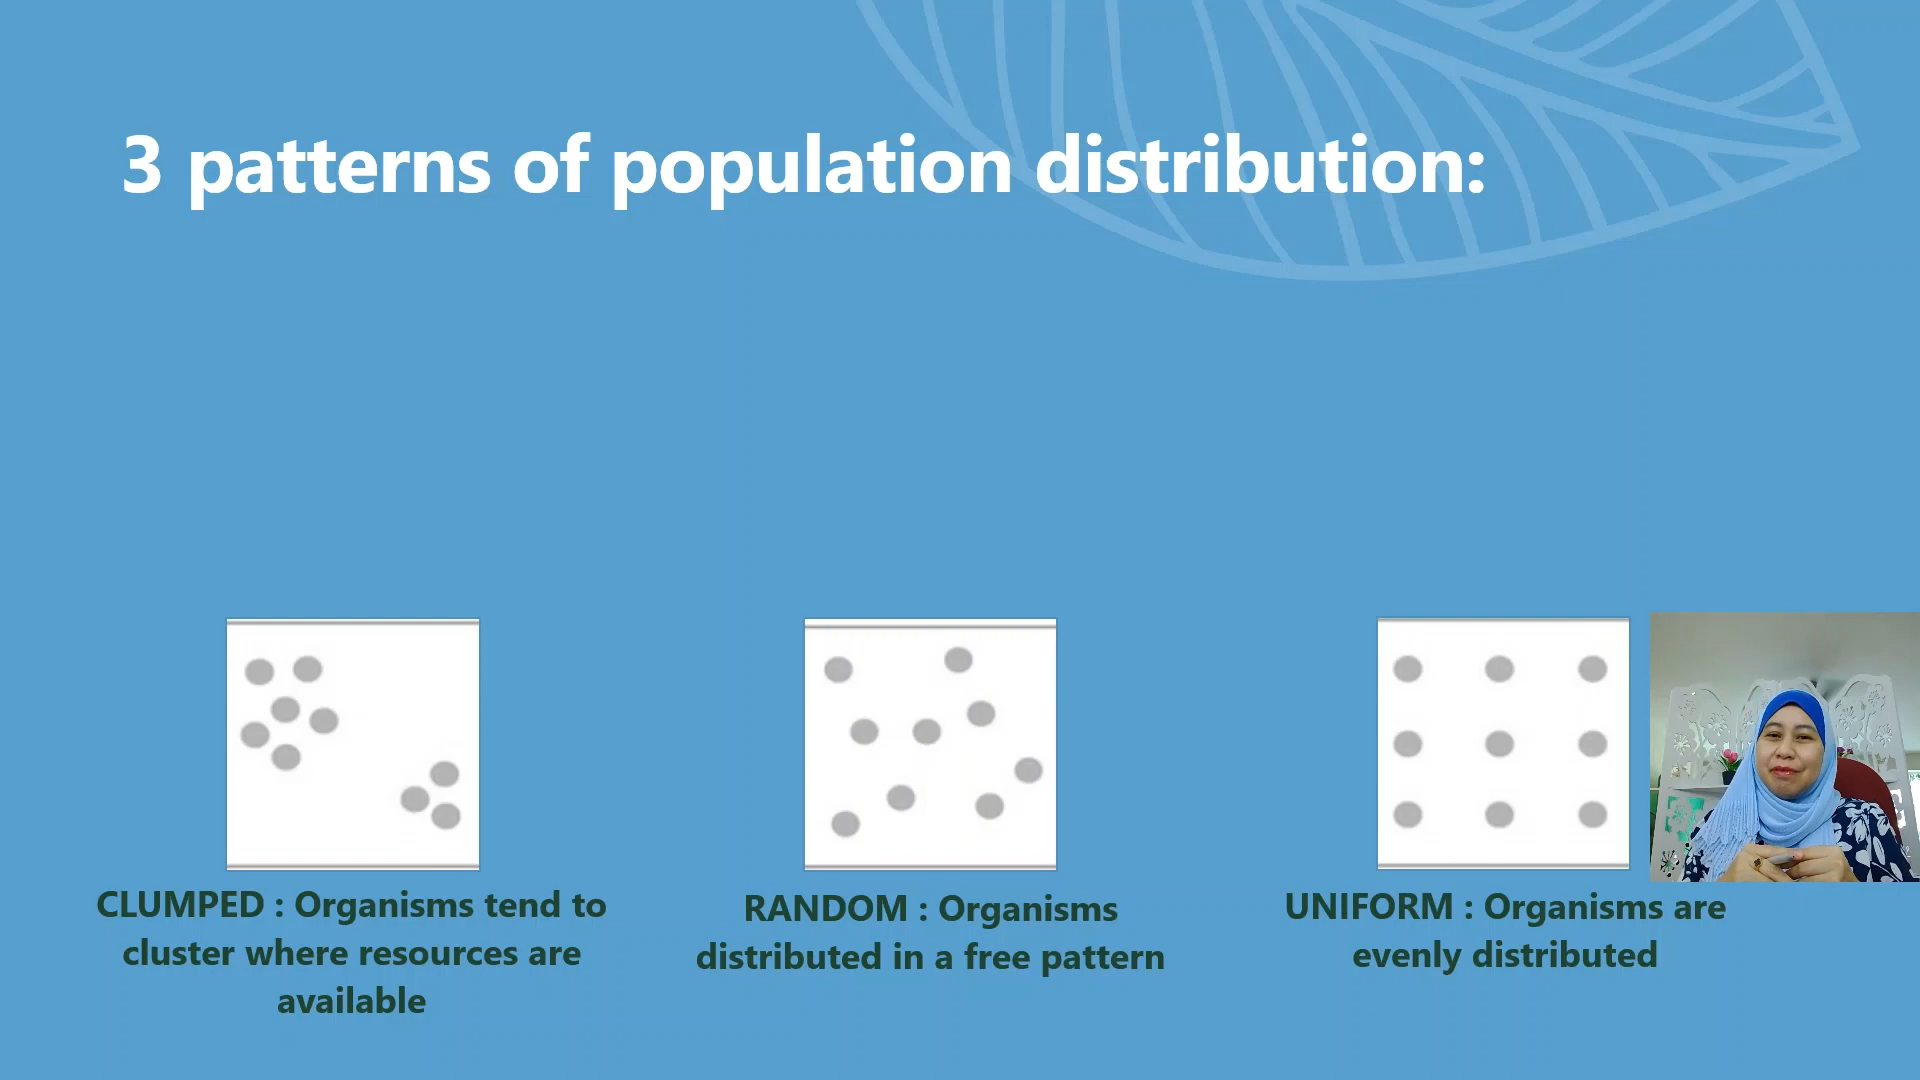 3 patterns of population distribution:
CLUMPED : Organisms tend to
cluster where resources are
available
RANDOM : Organisms
distributed in a free pattern
UNIFORM : Organisms are
evenly distributed